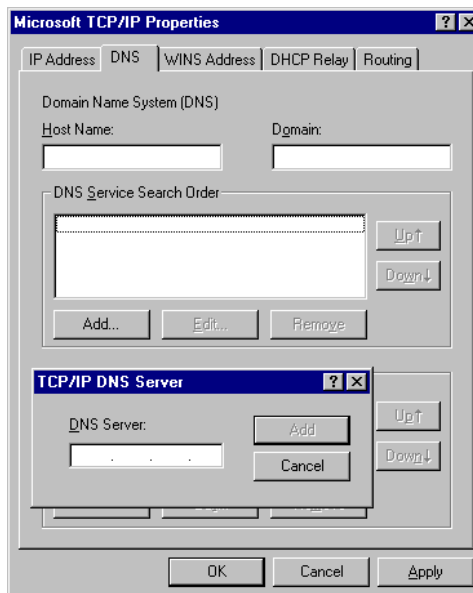 Microsoft TCP/IP Properties
IP Address DNS WINS Address DHCP Relay Routing
Domain Name System (DNS)
Host Name: Domain:
DNS Service Search Order
Up↑
Down↓
Add... Edit... Remove
TCP/IP DNS Server
DNS Server:
Add
Cancel
Up↑
Down↓
OK Cancel Apply